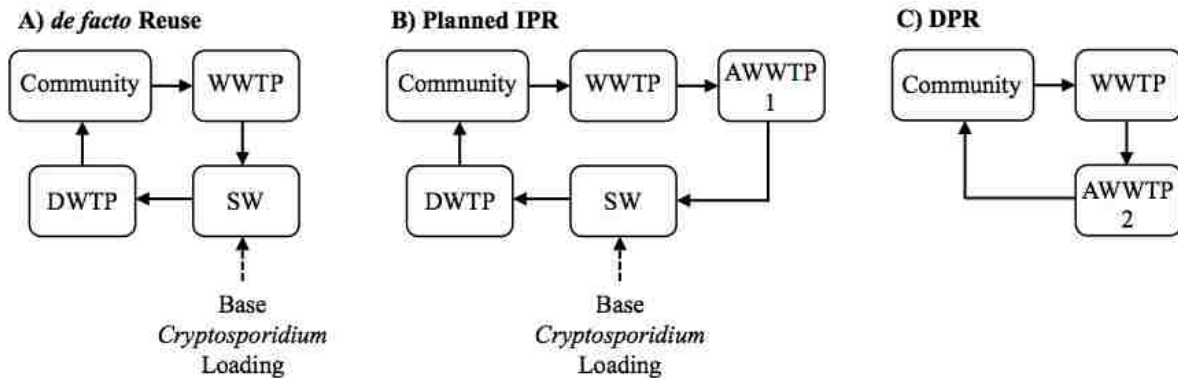 A) de facto Reuse
Community
WWTP
DWTP
SW
Base
Cryptosporidium
Loading
B) Planned IPR
Community
WWTP
AWWTP
1
DWTP
SW
Base
Cryptosporidium
Loading
C) DPR
Community
WWTP
AWWTP
2